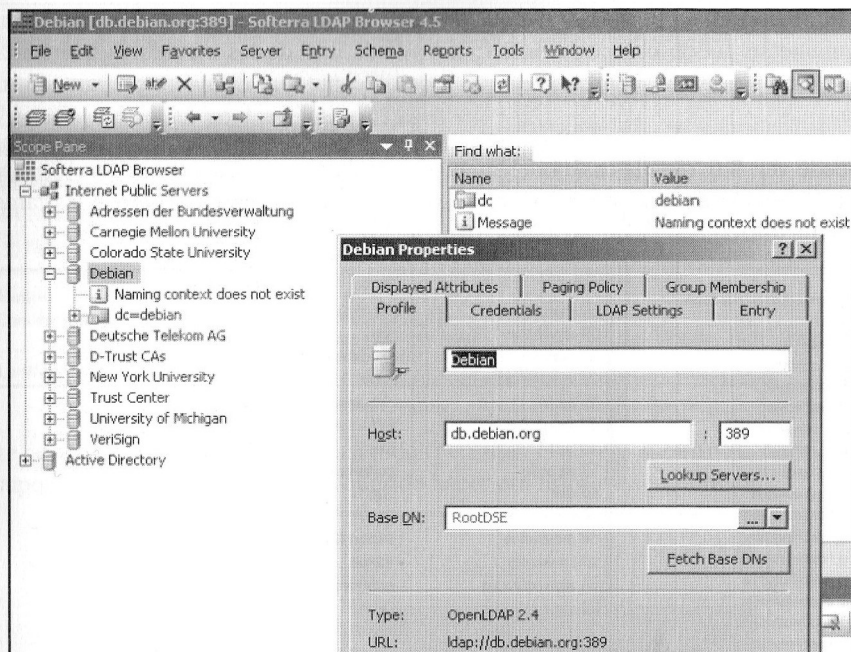 Debian [db.debian.org:389] - Softerra LDAP Browser 4.5
File Edit View Favorites Server Entry Schema Reports Tools Window Help
New
Scope Pane
Softerra LDAP Browser
Internet Public Servers
Adressen der Bundesverwaltung
Carnegie Mellon University
Colorado State University
Debian
Naming context does not exist
dc=debian
Deutsche Telekom AG
D-Trust CAs
New York University
Trust Center
University of Michigan
VeriSign
Active Directory
Find what:
Name Value
dc debian
Message Naming context does not exist
Debian Properties
Displayed Attributes Paging Policy Group Membership
Profile Credentials LDAP Settings Entry
Debian
Host: db.debian.org : 389
Lookup Servers...
Base DN: RootDSE ...
Fetch Base DNs
Type: OpenLDAP 2.4
URL: ldap://db.debian.org:389